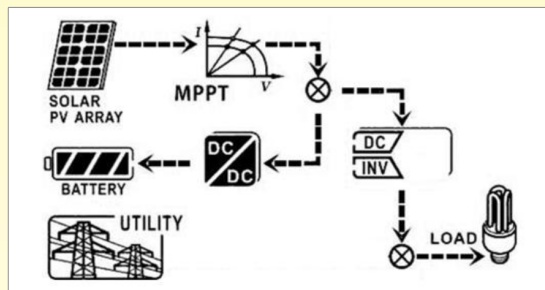 I
V
MPPT
SOLAR
PV ARRAY
DC
INV
DC
DC
BATTERY
UTILITY
LOAD